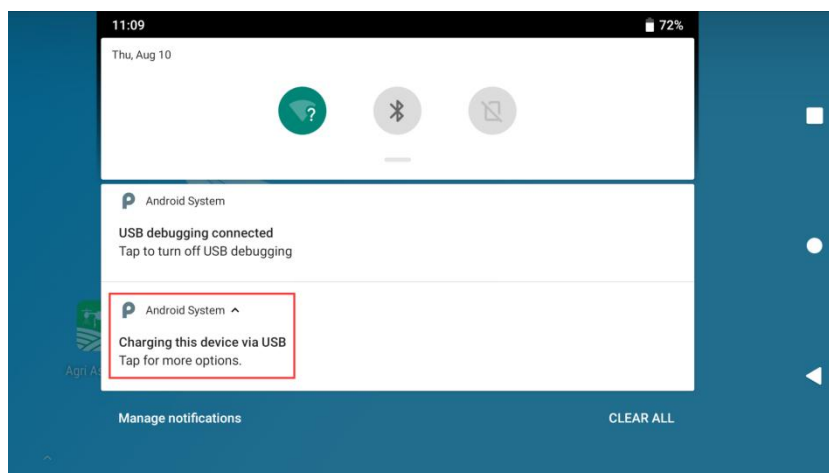 11:09
72%
Thu, Aug 10
?
Android System
USB debugging connected
Tap to turn off USB debugging
Android System
Charging this device via USB
Tap for more options.
Agri
Manage notifications
CLEAR ALL